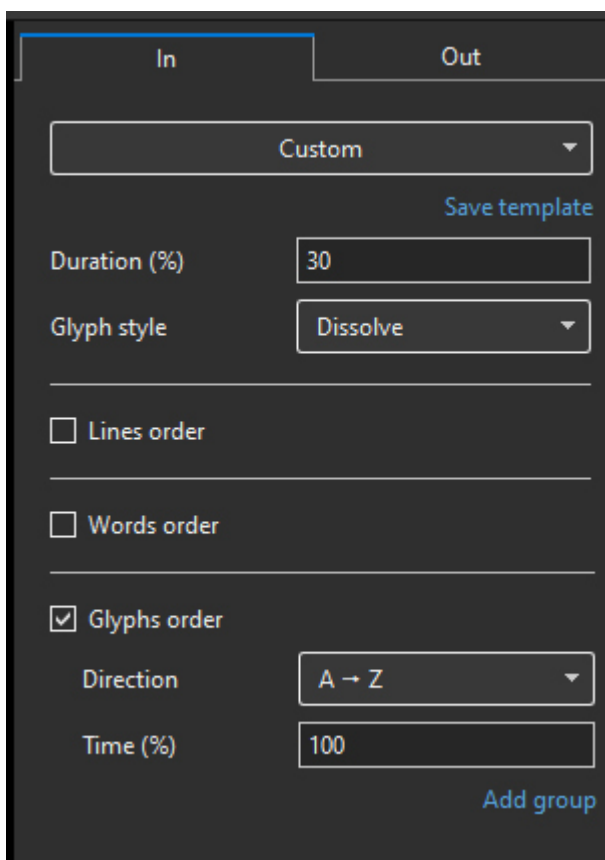 In Out
Custom
Save template
Duration (%) 30
Glyph style Dissolve
Lines order
Words order
Glyphs order
Direction A → Z
Time (%) 100
Add group